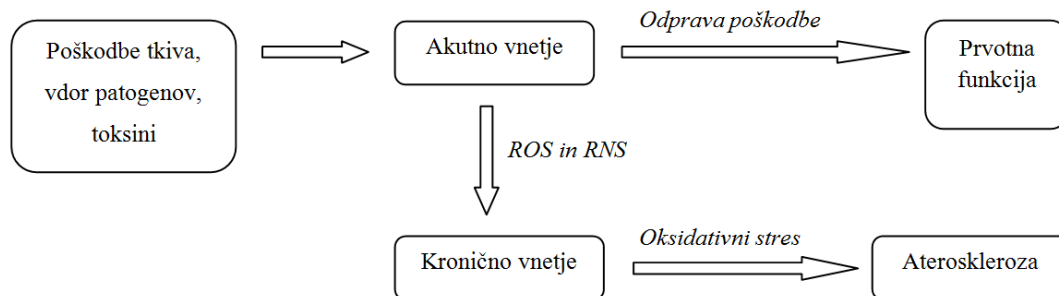 Poškodbe tkiva,
vdor patogenov,
toksini
Akutno vnetje
Odprava poškodbe
Prvotna
funkcija
ROS in RNS
Kronično vnetje
Oksidativni stres
Ateroskleroza